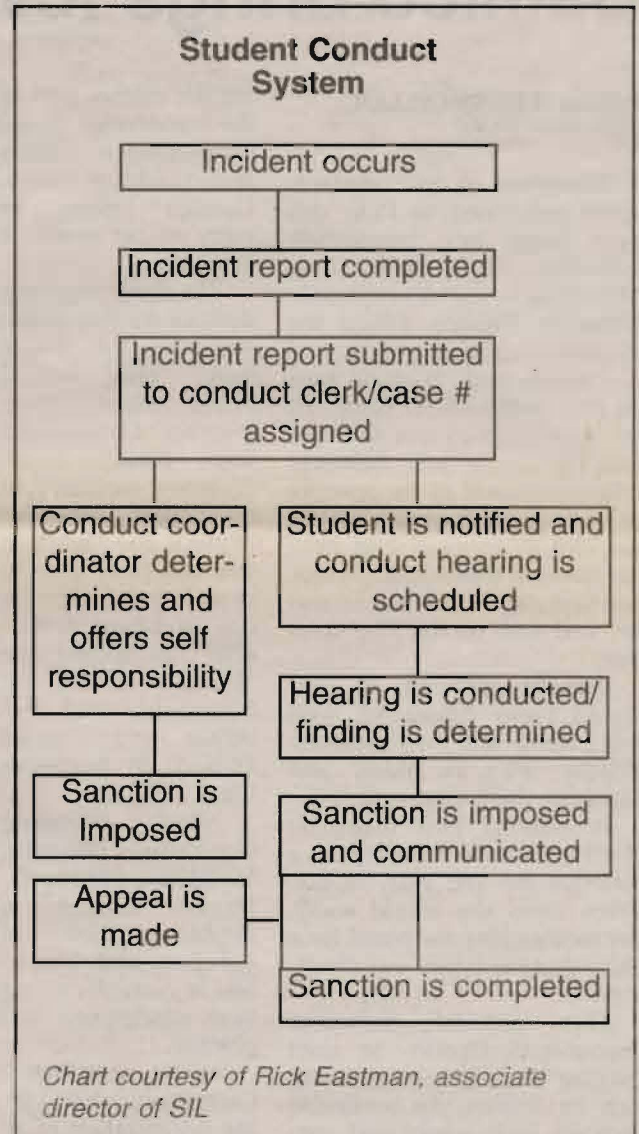 Student Conduct
System
Incident occurs
Incident report completed
Incident report submitted
to conduct clerk/case #
assigned
Conduct coor-
dinator deter-
mines and
offers self
responsibility
Sanction is
Imposed
Appeal is
made
Student is notified and
conduct hearing is
scheduled
Hearing is conducted/
finding is determined
Sanction is imposed
and communicated
Sanction is completed
Chart courtesy of Rick Eastman, associate
director of SIL